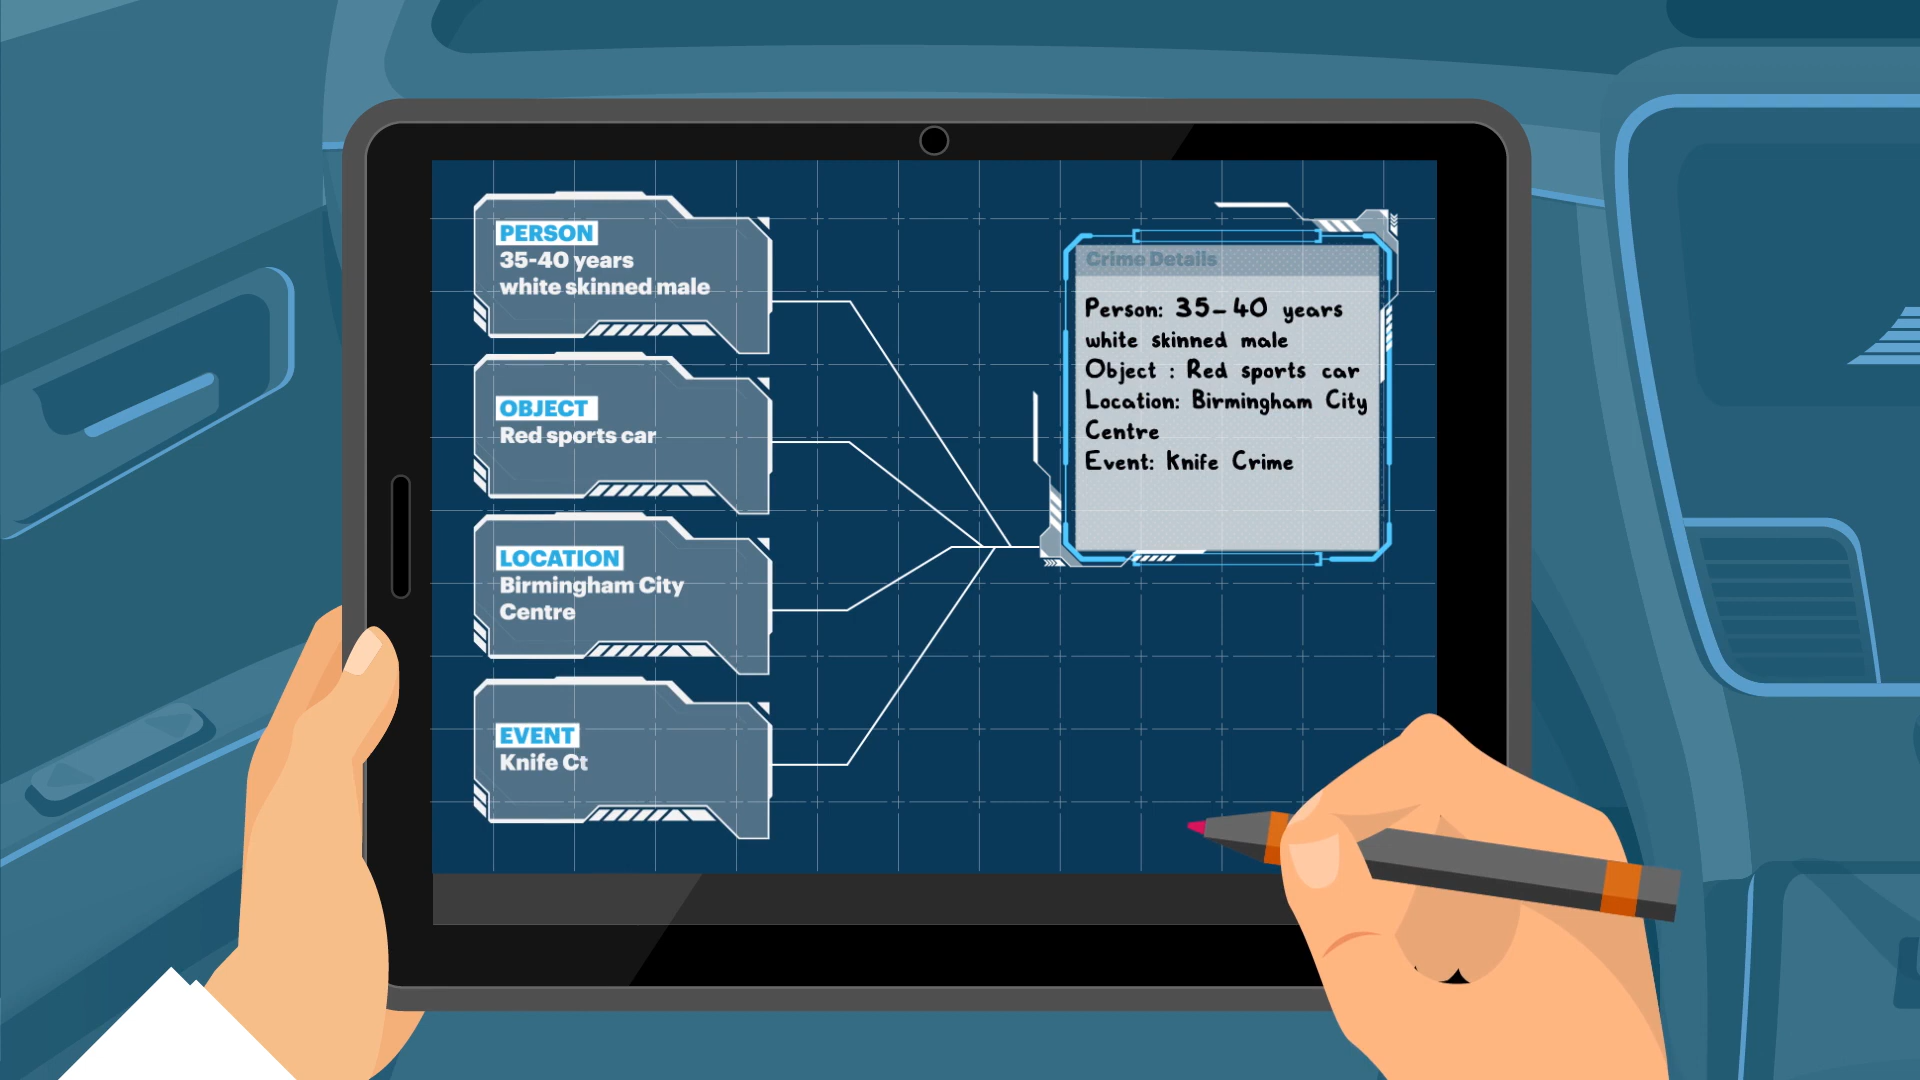 PERSON
35-40 years
white skinned male
OBJECT
Red sports car
LOCATION
Birmingham City
Centre
EVENT
Knife Ct
Crime Details
Person: 35-40 years
white skinned male
Object : Red sports car
Location: Birmingham City
Centre
Event: Knife Crime